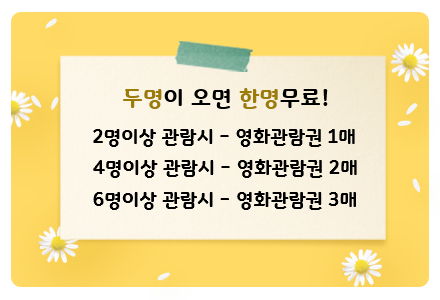 두명이 오면 한명무료!
2명이상 관람시 - 영화관람권 1매
4명이상 관람시 - 영화관람권 2매
6명이상 관람시 - 영화관람권 3매